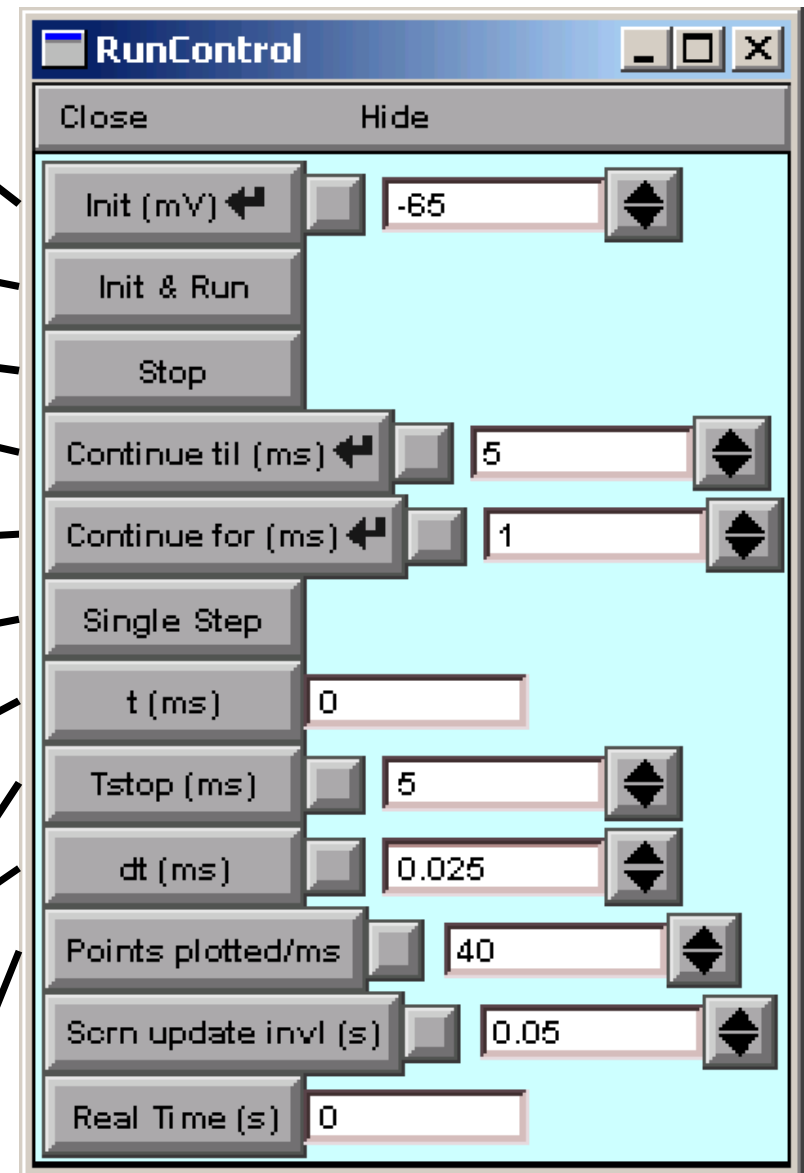 RunControl
Close Hide
Init (mV) -65
Init & Run
Stop
Continue til (ms) 5
Continue for (ms) 1
Single Step
t (ms) 0
Tstop (ms) 5
dt (ms) 0.025
Points plotted/ms 40
Scrn update invl (s) 0.05
Real Time (s) 0